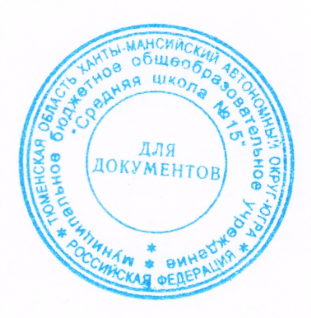 * ТЮМЕНСКАЯ ОБЛАСТЬ ХАНТЫ-МАНСИЙСКИЙ АВТОНОМНЫЙ ОКРУГ-ЮГРА *
РОССИЙСКАЯ ФЕДЕРАЦИЯ
* муниципальное бюджетное общеобразовательное учреждение *
"Средняя школа №15"
ДЛЯ
ДОКУМЕНТОВ